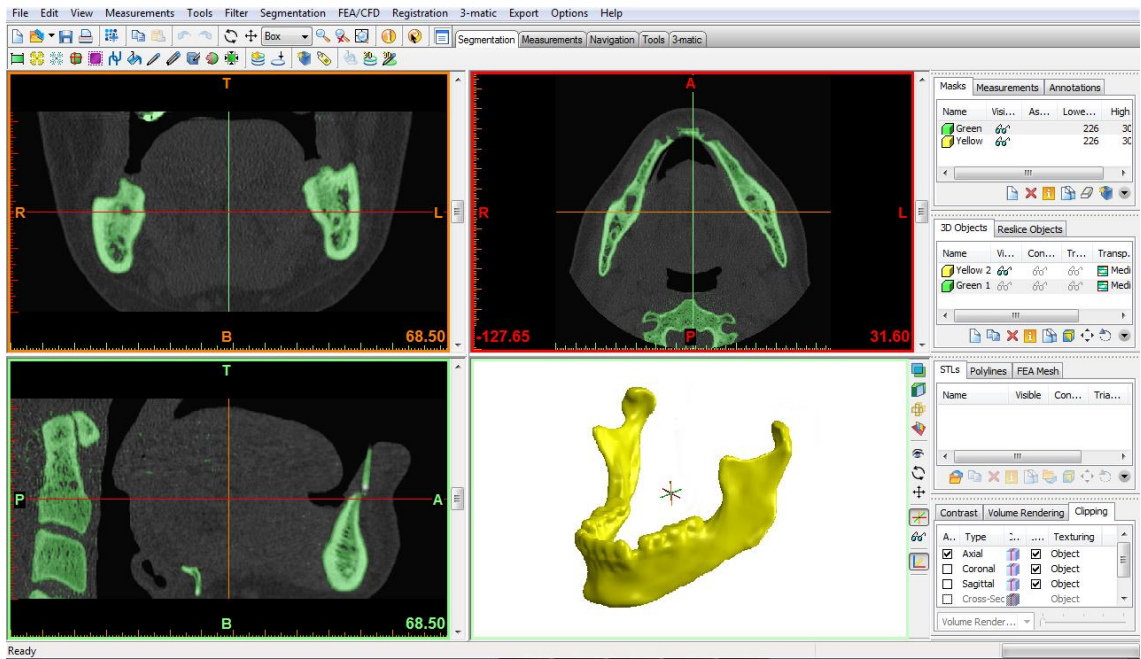 File Edit View Measurements Tools Filter Segmentation FEA/CFD Registration 3-matic Export Options Help
Box
Segmentation Measurements Navigation Tools 3-matic
T
R
L
B
68.50
A
R
L
P
-127.65
31.60
T
P
A
B
68.50
Masks Measurements Annotations
Name Visi... As... Lowe... High
Green 226 30
Yellow 226 30
3D Objects Reslice Objects
Name Vi... Con... Tr... Transp.
Yellow 2 Medi
Green 1 Medi
STLs Polylines FEA Mesh
Name Visible Con... Tria...
Contrast Volume Rendering Clipping
A.. Type ... Texturing
Axial Object
Coronal Object
Sagittal Object
Cross-Sec Object
Volume Render...
Ready